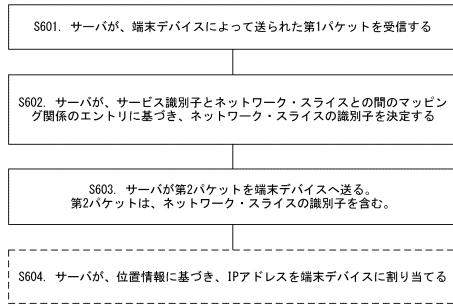 S601. サーバが、端末デバイスによって送られた第1パケットを受信する
S602. サーバが、サービス識別子とネットワーク・スライスとの間のマッピン
グ関係のエントリに基づき、ネットワーク・スライスの識別子を決定する
S603. サーバが第2パケットを端末デバイスへ送る。
第2パケットは、ネットワーク・スライスの識別子を含む。
S604. サーバが、位置情報に基づき、IPアドレスを端末デバイスに割り当てる